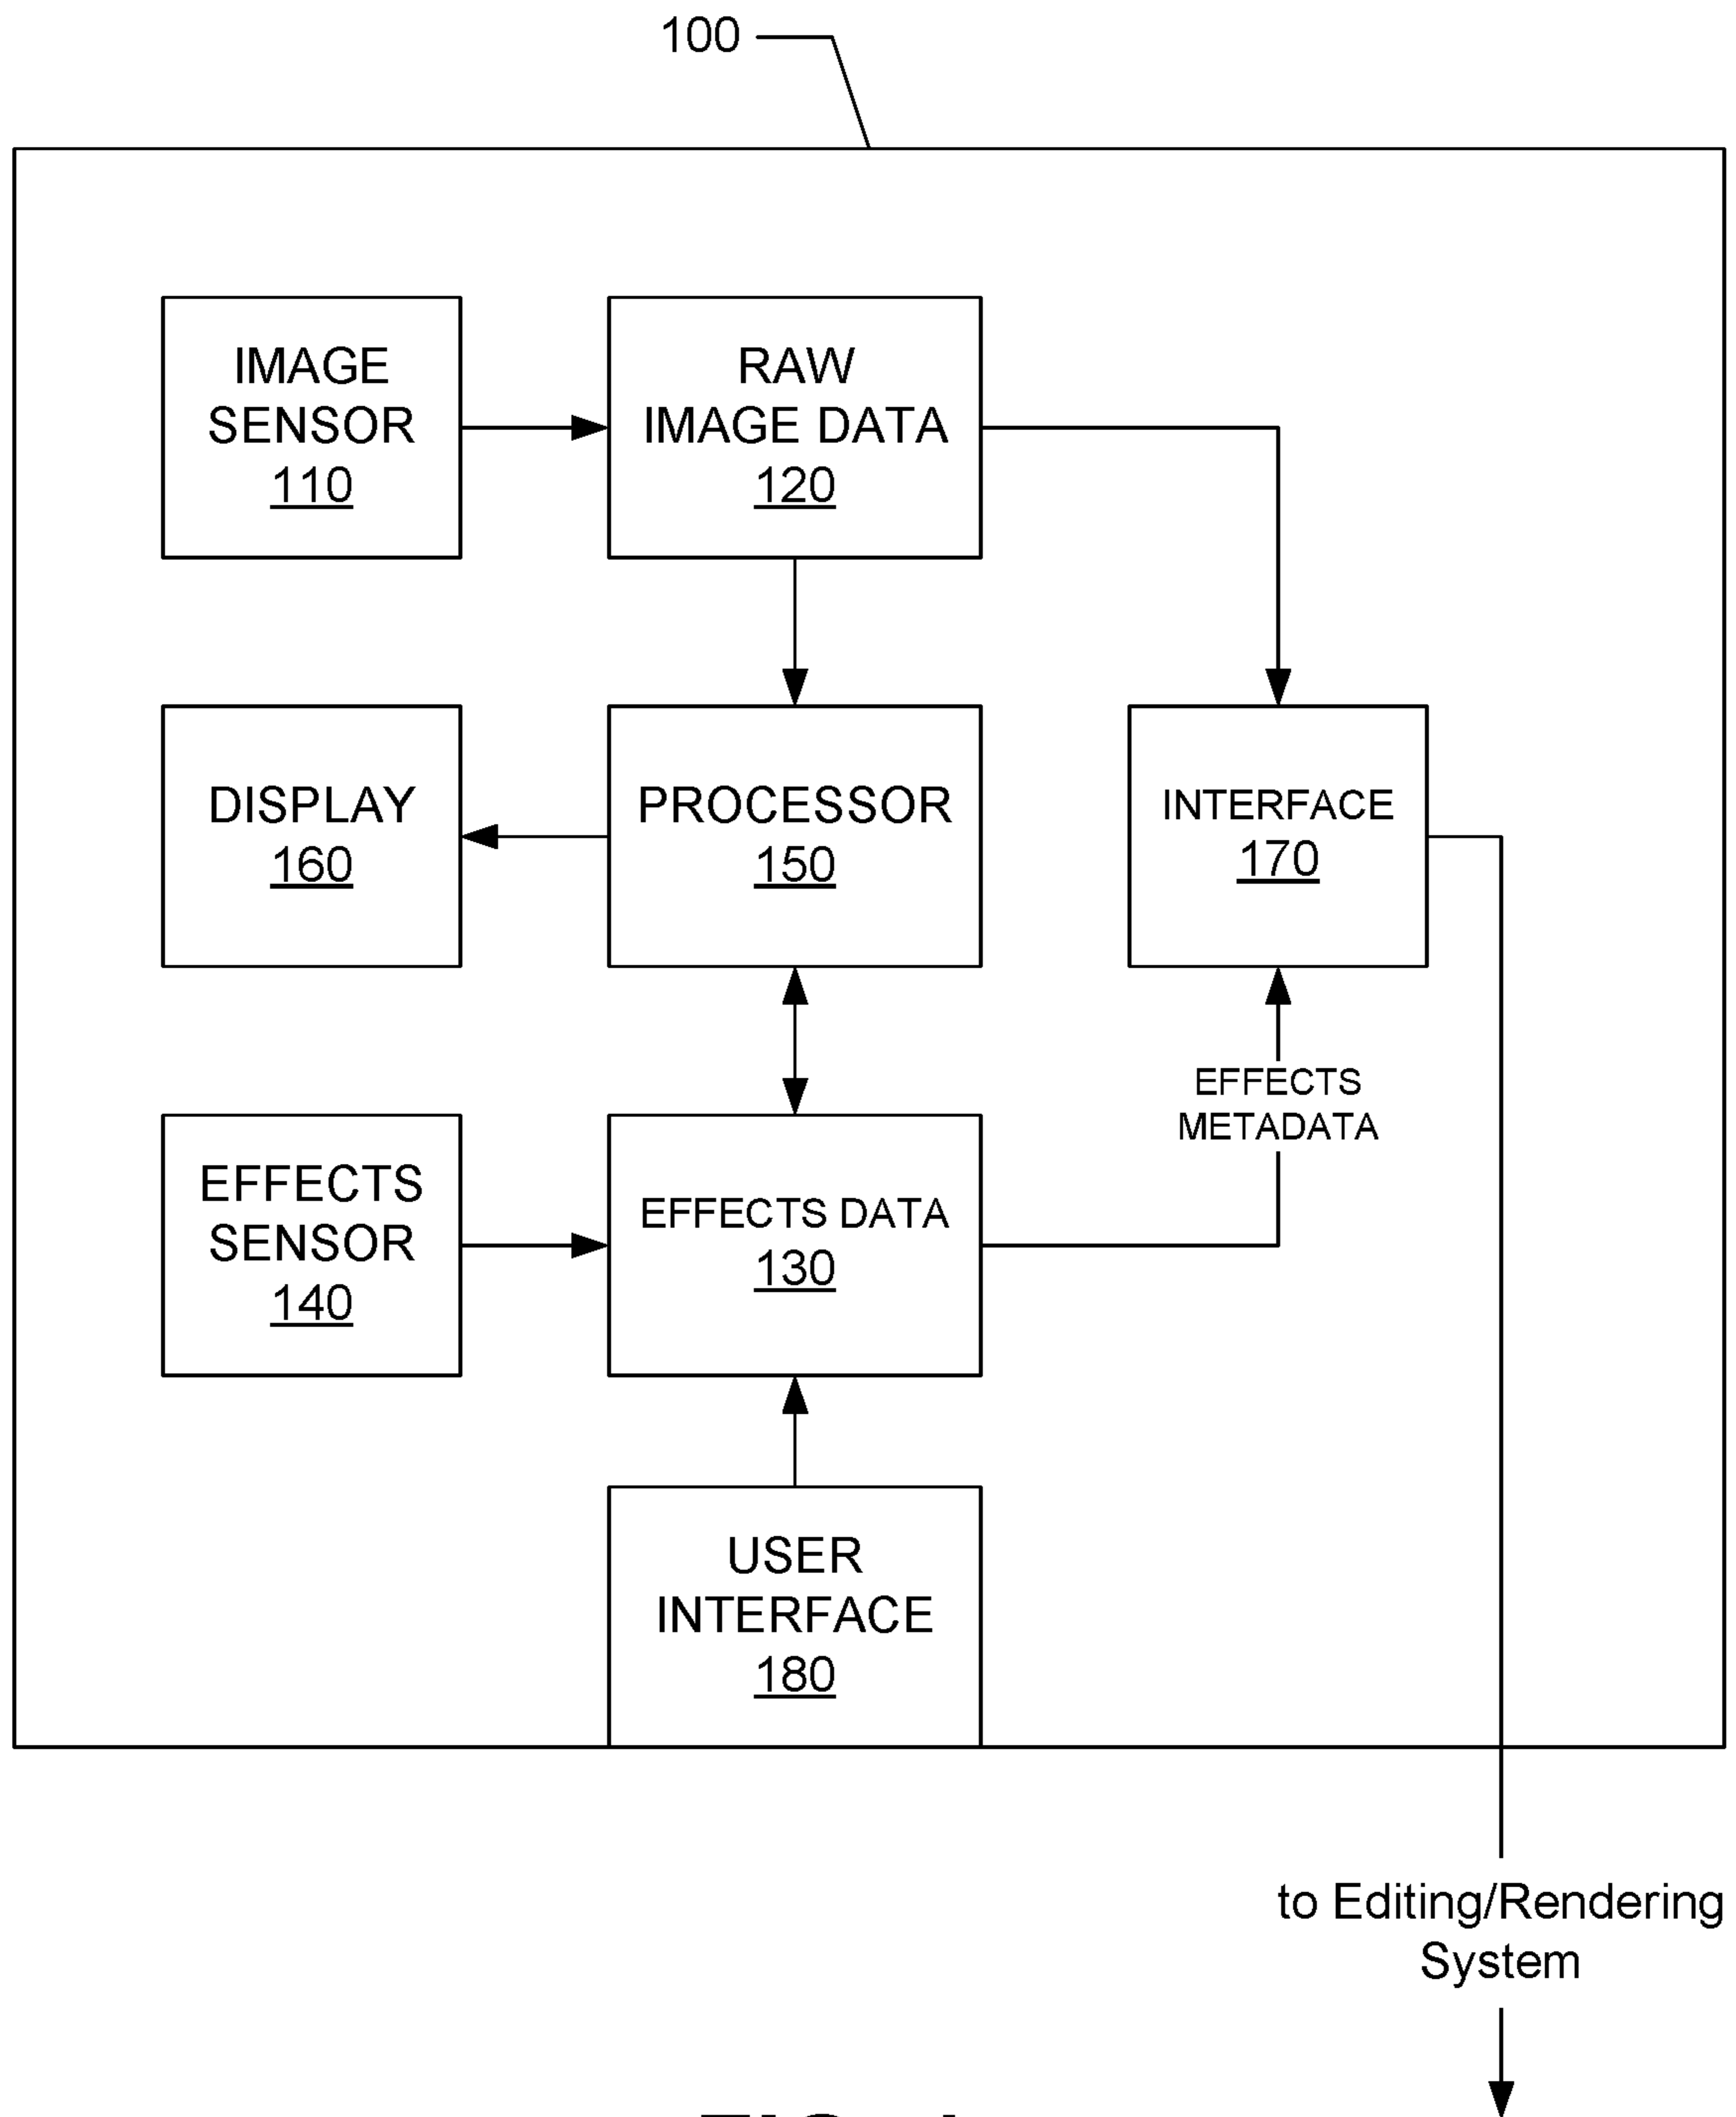 100
IMAGE
SENSOR
110
RAW
IMAGE DATA
120
DISPLAY
160
PROCESSOR
150
INTERFACE
170
EFFECTS
METADATA
EFFECTS
SENSOR
140
EFFECTS DATA
130
USER
INTERFACE
180
to Editing/Rendering
System